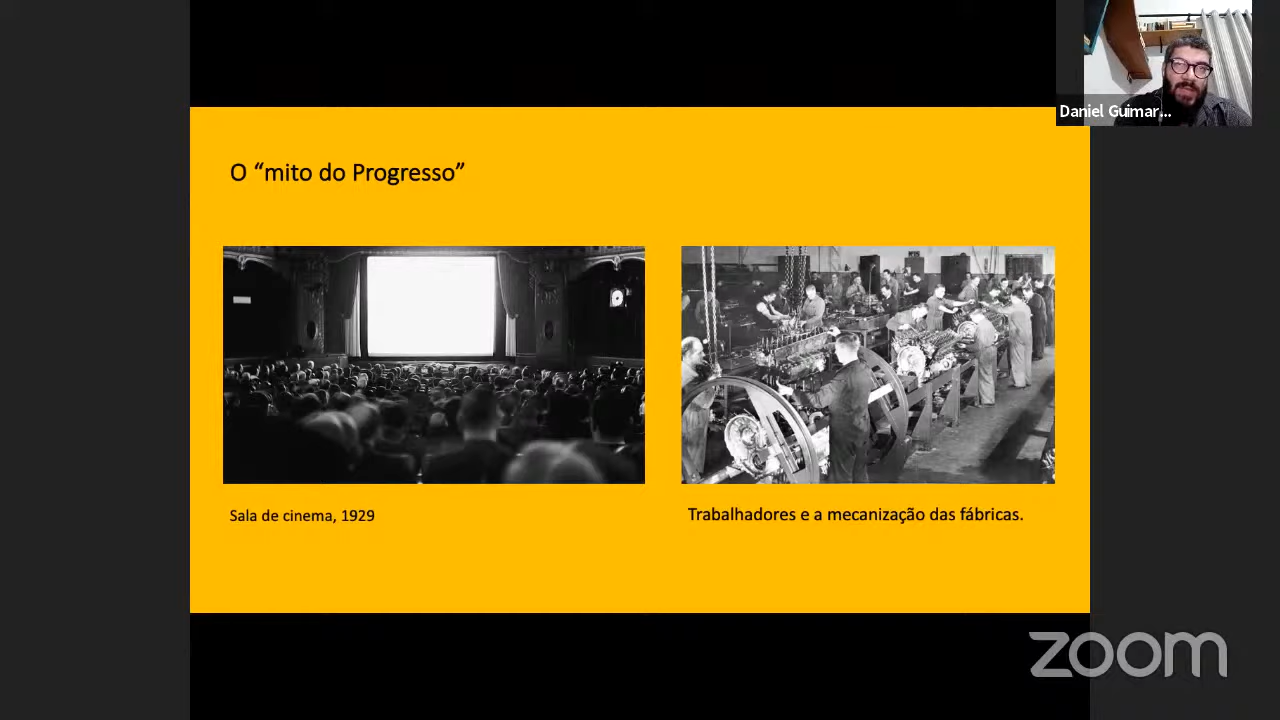 Daniel Guimar...
O “mito do Progresso”
Sala de cinema, 1929
Trabalhadores e a mecanização das fábricas.
zoom